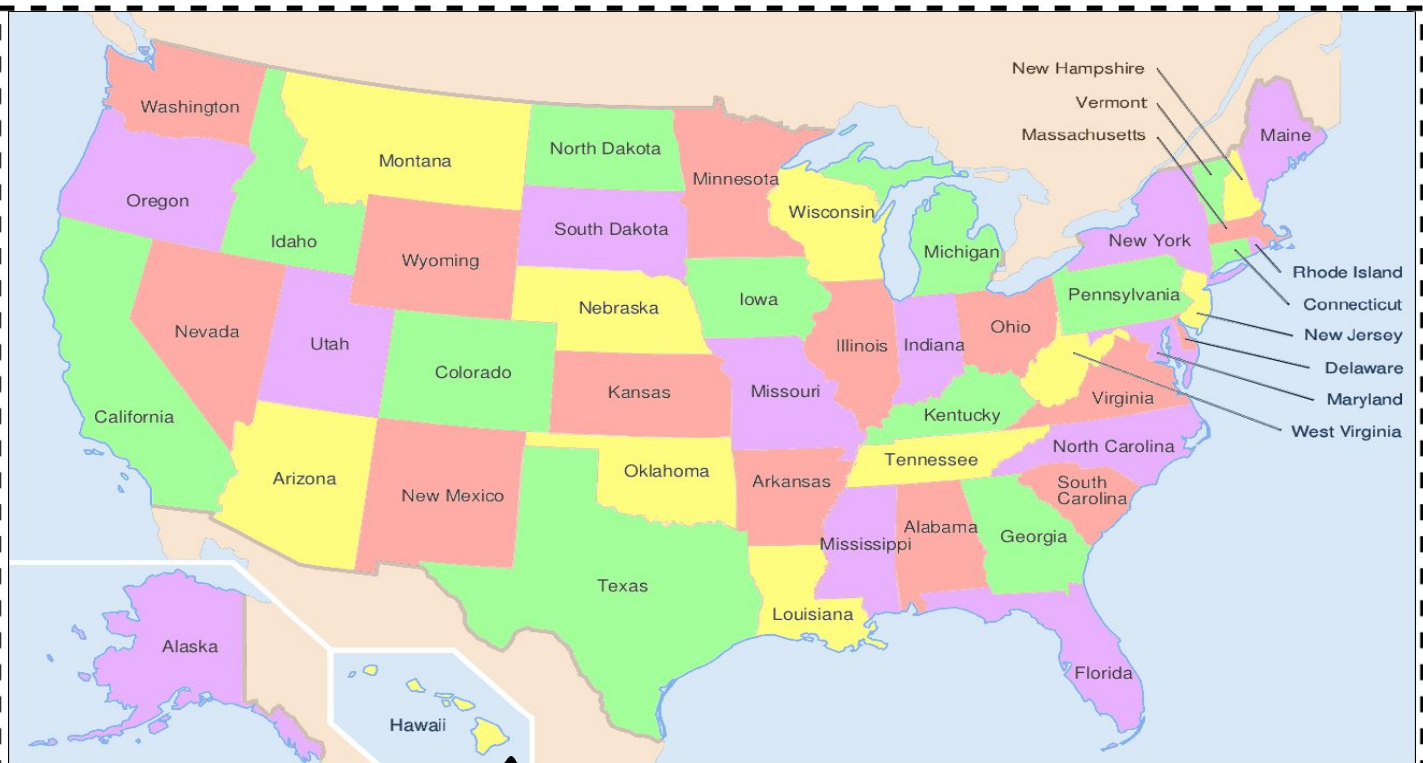 New Hampshire
Vermont
Massachusetts
Washington
Maine
Montana
North Dakota
Minnesota
Oregon
Wisconsin
South Dakota
Idaho
New York
Michigan
Wyoming
Rhode Island
Pennsylvania
Iowa
Connecticut
Nebraska
Ohio
Nevada
New Jersey
Utah
Illinois
Indiana
Delaware
Colorado
Missouri
Kansas
Virginia
Maryland
California
Kentucky
West Virginia
North Carolina
Tennessee
Oklahoma
Arizona
Arkansas
South
Carolina
New Mexico
Alabama
Georgia
Mississippi
Texas
Louisiana
Alaska
Florida
Hawaii